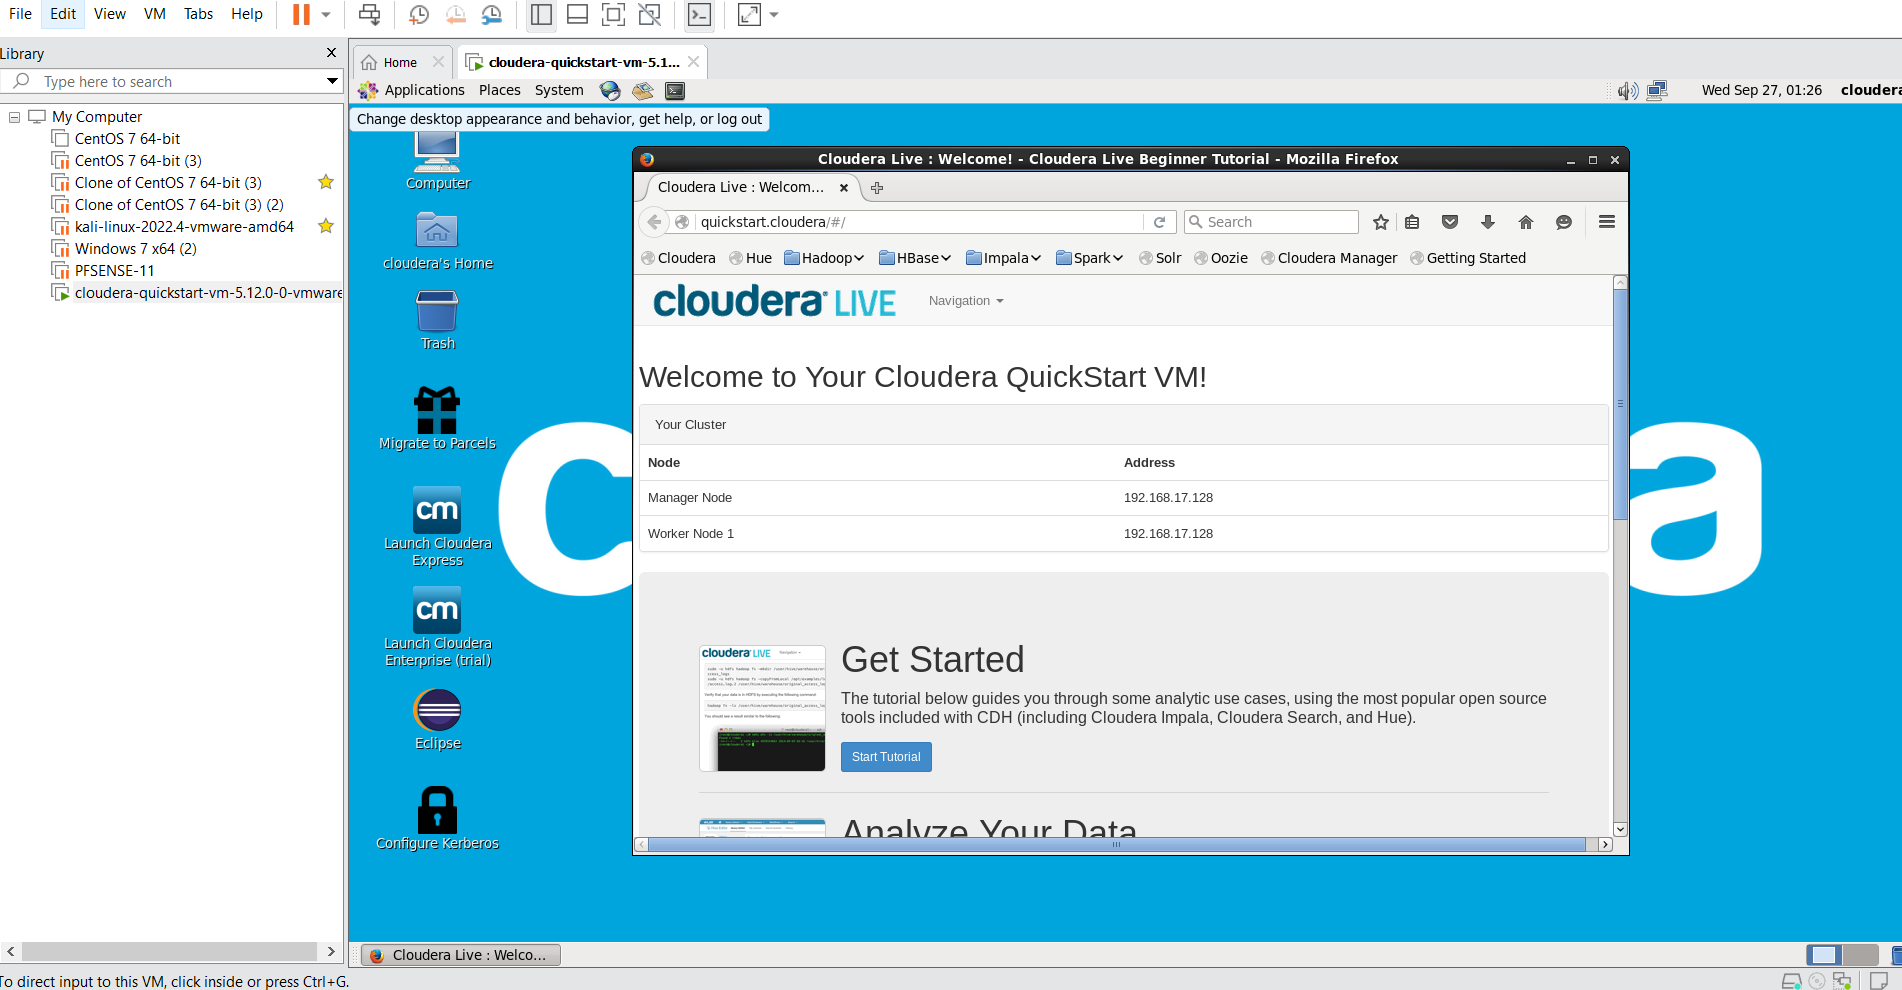 File Edit View VM Tabs Help
Library
Type here to search
My Computer
CentOS 7 64-bit
CentOS 7 64-bit (3)
Clone of CentOS 7 64-bit (3)
Clone of CentOS 7 64-bit (3) (2)
kali-linux-2022.4-vmware-amd64
Windows 7 x64 (2)
PFSENSE-11
cloudera-quickstart-vm-5.12.0-0-vmware
Home
cloudera-quickstart-vm-5.1...
Applications Places System
Wed Sep 27, 01:26 cloudera
Change desktop appearance and behavior, get help, or log out
Computer
cloudera's Home
Trash
Migrate to Parcels
cm
Launch Cloudera
Express
cm
Launch Cloudera
Enterprise (trial)
Eclipse
Configure Kerberos
c
a
Cloudera Live : Welcome! - Cloudera Live Beginner Tutorial - Mozilla Firefox
Cloudera Live : Welcom...
quickstart.cloudera/#/
Search
Cloudera Hue Hadoop HBase Impala Spark Solr Oozie Cloudera Manager Getting Started
cloudera LIVE
Navigation
Welcome to Your Cloudera QuickStart VM!
Your Cluster
Node Address
Manager Node 192.168.17.128
Worker Node 1 192.168.17.128
cloudera LIVE
Get Started
The tutorial below guides you through some analytic use cases, using the most popular open source
tools included with CDH (including Cloudera Impala, Cloudera Search, and Hue).
Start Tutorial
Analyze Your Data
Cloudera Live : Welco...
To direct input to this VM, click inside or press Ctrl+G.